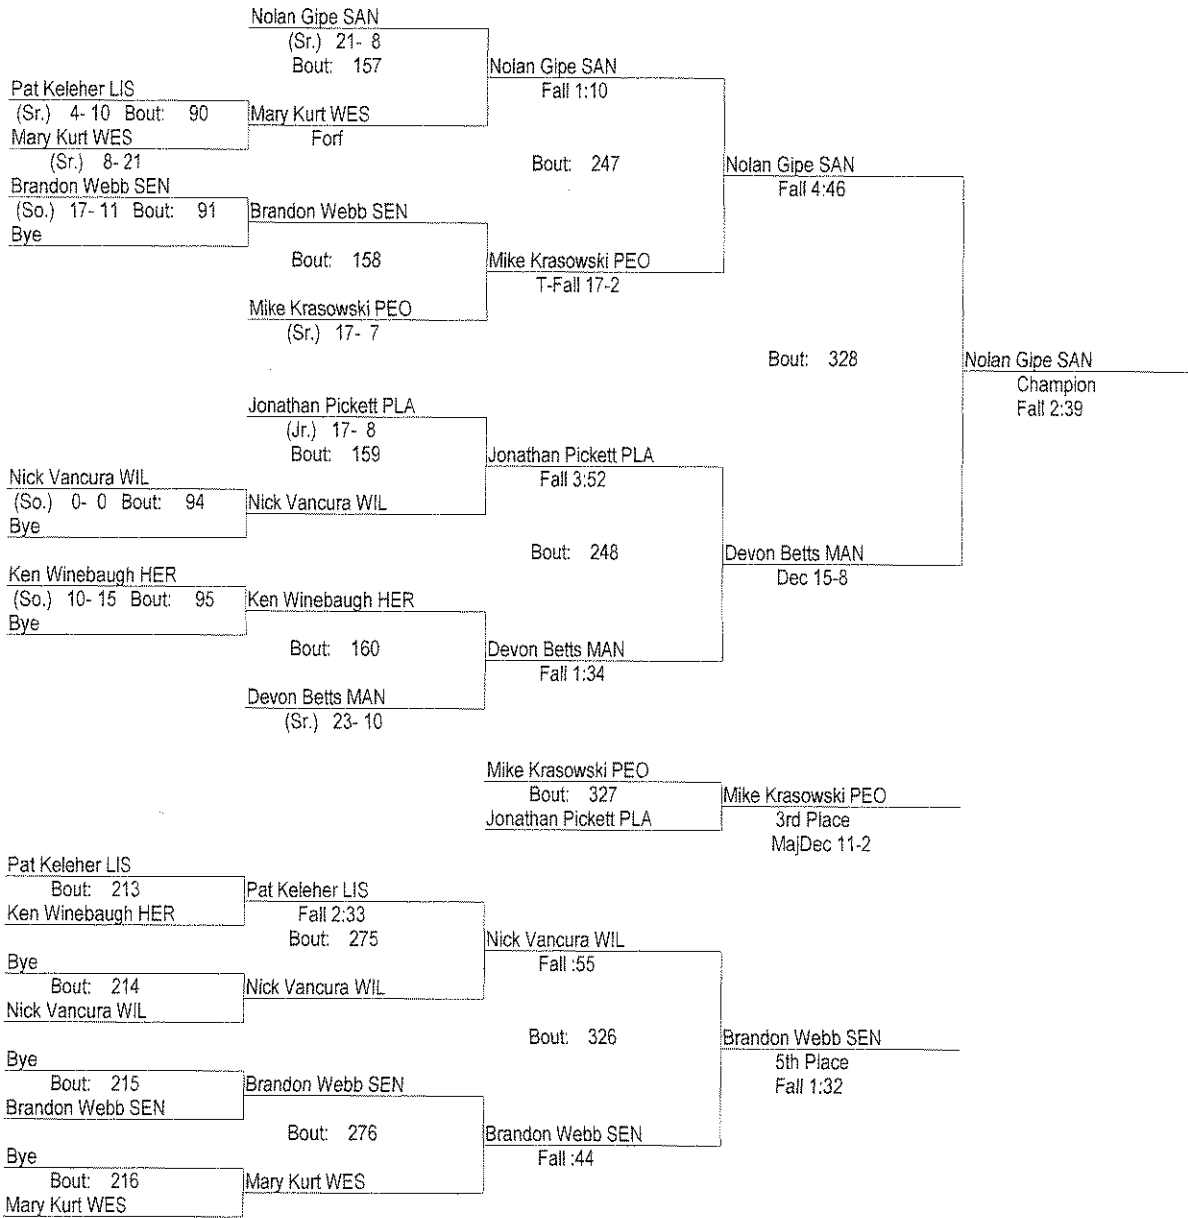 Nolan Gipe SAN
(Sr.) 21- 8
Bout: 157
Nolan Gipe SAN
Fall 1:10
Pat Keleher LIS
(Sr.) 4- 10 Bout: 90
Mary Kurt WES
Mary Kurt WES
Forf
(Sr.) 8- 21
Bout: 247
Nolan Gipe SAN
Fall 4:46
Brandon Webb SEN
(So.) 17- 11 Bout: 91
Brandon Webb SEN
Bye
Bout: 158
Mike Krasowski PEO
T-Fall 17-2
Mike Krasowski PEO
(Sr.) 17- 7
Bout: 328
Nolan Gipe SAN
Champion
Fall 2:39
Jonathan Pickett PLA
(Jr.) 17- 8
Bout: 159
Jonathan Pickett PLA
Fall 3:52
Nick Vancura WIL
(So.) 0- 0 Bout: 94
Nick Vancura WIL
Bye
Bout: 248
Devon Betts MAN
Dec 15-8
Ken Winebaugh HER
(So.) 10- 15 Bout: 95
Ken Winebaugh HER
Bye
Bout: 160
Devon Betts MAN
Fall 1:34
Devon Betts MAN
(Sr.) 23- 10
Mike Krasowski PEO
Bout: 327
Mike Krasowski PEO
Jonathan Pickett PLA
3rd Place
MajDec 11-2
Pat Keleher LIS
Bout: 213
Pat Keleher LIS
Ken Winebaugh HER
Fall 2:33
Bout: 275
Nick Vancura WIL
Fall :55
Bye
Bout: 214
Nick Vancura WIL
Nick Vancura WIL
Bout: 326
Brandon Webb SEN
5th Place
Fall 1:32
Bye
Bout: 215
Brandon Webb SEN
Brandon Webb SEN
Bout: 276
Brandon Webb SEN
Fall :44
Bye
Bout: 216
Mary Kurt WES
Mary Kurt WES